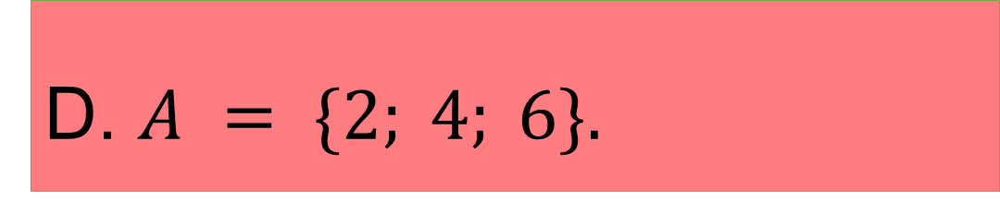 D. A = {2; 4; 6}.